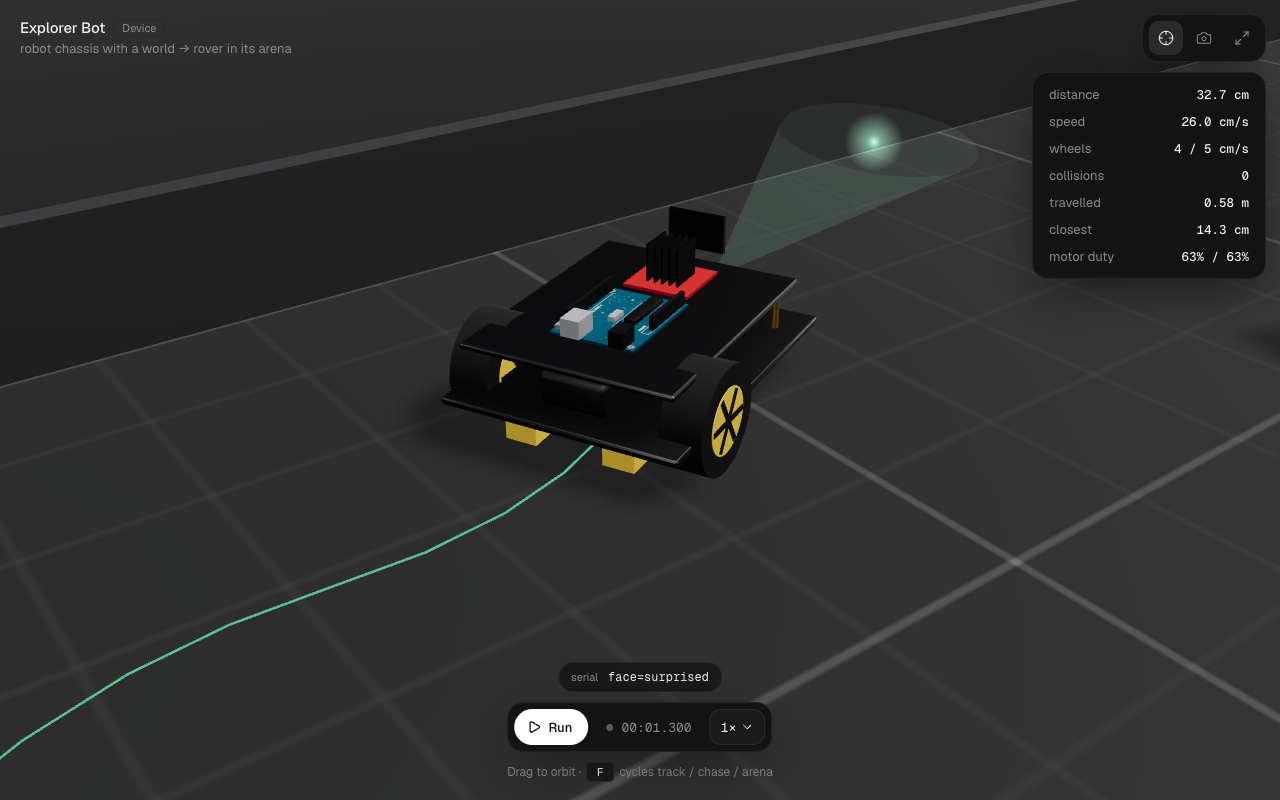 Explorer Bot Device
robot chassis with a world → rover in its arena
distance 32.7 cm
speed 26.0 cm/s
wheels 4 / 5 cm/s
collisions 0
travelled 0.58 m
closest 14.3 cm
motor duty 63% / 63%
serial face=surprised
Run 00:01.300 1×
Drag to orbit · F cycles track / chase / arena